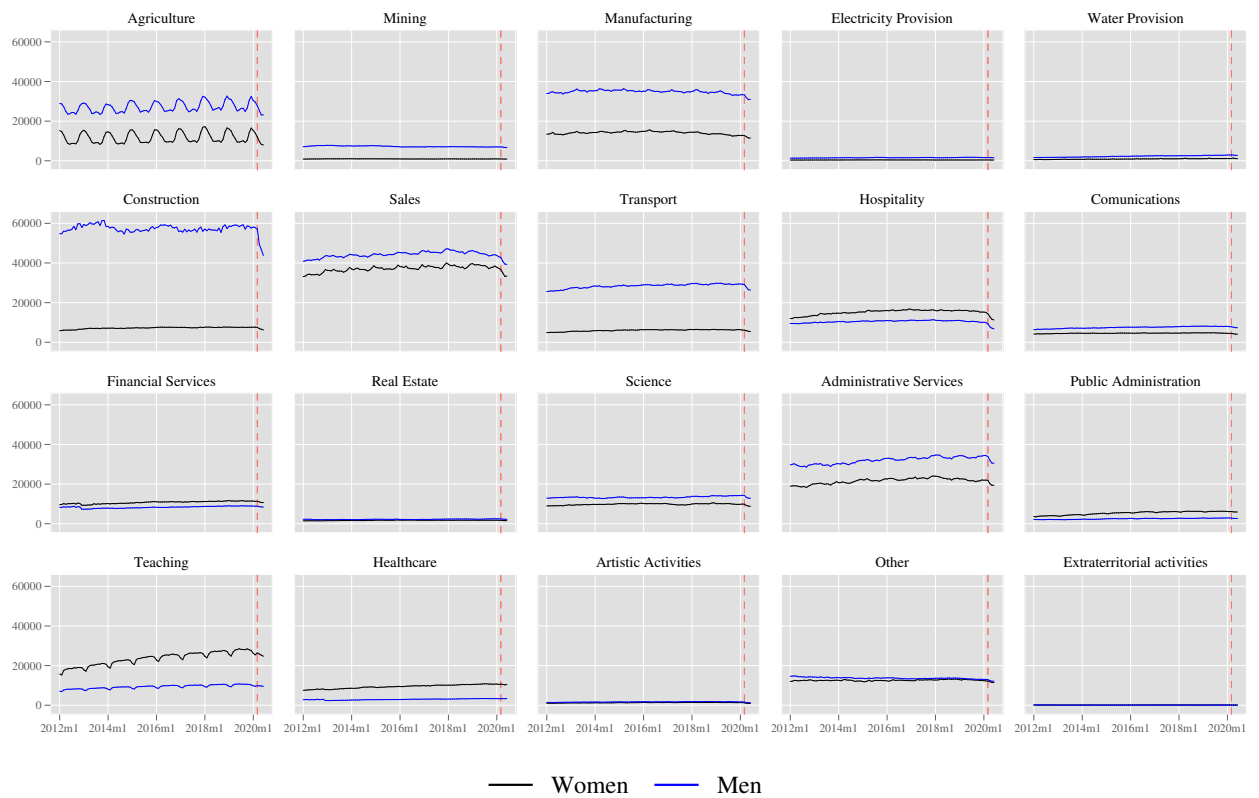 Agriculture Mining Manufacturing Electricity Provision Water Provision
60000
40000
20000
0
Construction Sales Transport Hospitality Comunications
60000
40000
20000
0
Financial Services Real Estate Science Administrative Services Public Administration
60000
40000
20000
0
Teaching Healthcare Artistic Activities Other Extraterritorial activities
60000
40000
20000
0
2012m1 2014m1 2016m1 2018m1 2020m1 2012m1 2014m1 2016m1 2018m1 2020m1 2012m1 2014m1 2016m1 2018m1 2020m1 2012m1 2014m1 2016m1 2018m1 2020m1 2012m1 2014m1 2016m1 2018m1 2020m1
Women Men